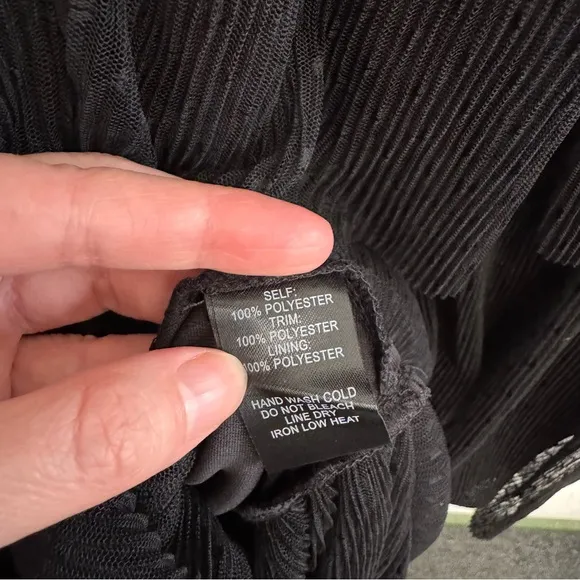 SELF:
100% POLYESTER
TRIM:
100% POLYESTER
LINING:
100% POLYESTER
HAND WASH COLD
DO NOT BLEACH
LINE DRY
IRON LOW HEAT